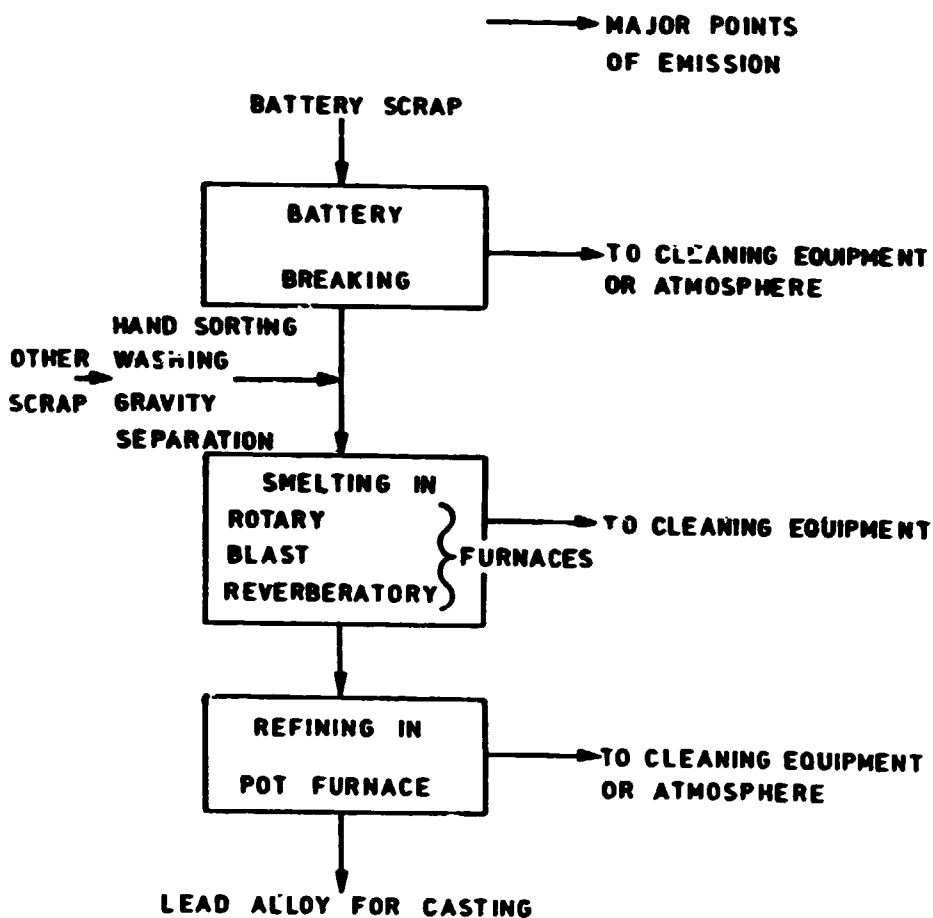 MAJOR POINTS
OF EMISSION
BATTERY SCRAP
BATTERY
BREAKING
TO CLEANING EQUIPMENT
OR ATMOSPHERE
HAND SORTING
OTHER WASHING
SCRAP GRAVITY
SEPARATION
SMELTING IN
ROTARY
BLAST
REVERBERATORY
FURNACES
TO CLEANING EQUIPMENT
REFINING IN
POT FURNACE
TO CLEANING EQUIPMENT
OR ATMOSPHERE
LEAD ALLOY FOR CASTING